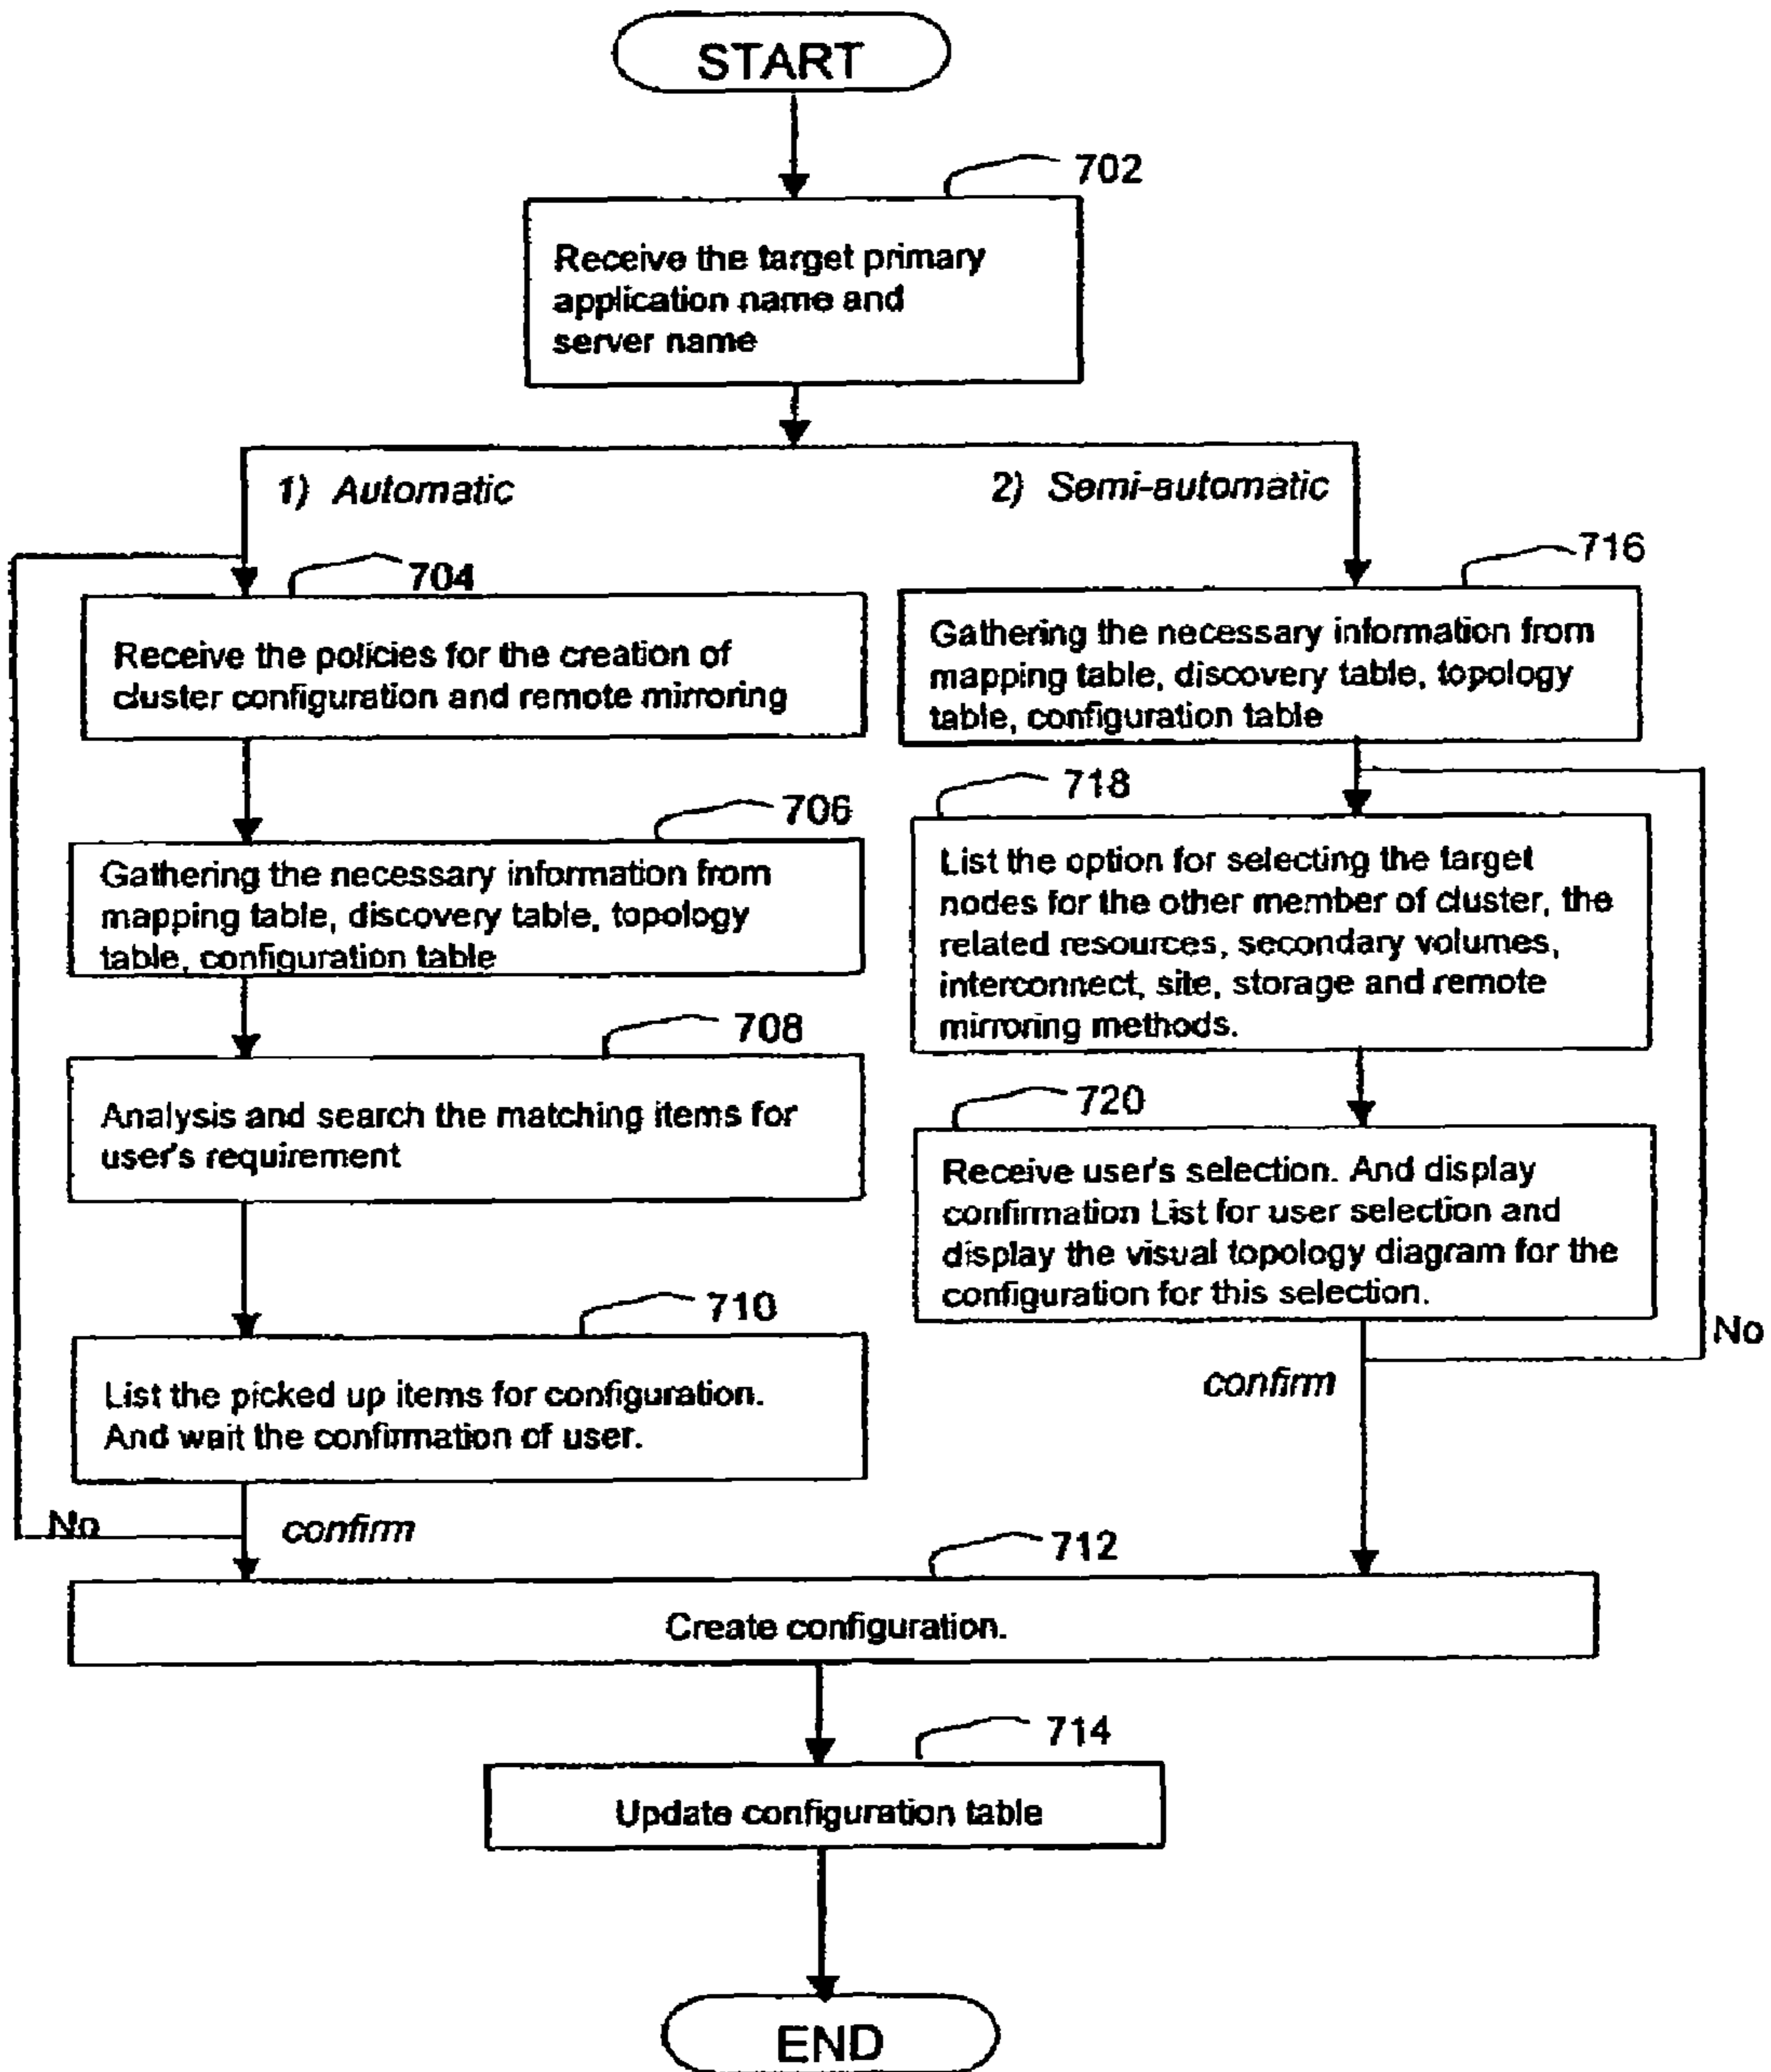 START
702
Receive the target primary
application name and
server name
1) Automatic
2) Semi-automatic
704
Receive the policies for the creation of
cluster configuration and remote mirroring
706
Gathering the necessary information from
mapping table, discovery table, topology
table, configuration table
708
Analysis and search the matching items for
user's requirement
710
List the picked up items for configuration.
And wait the confirmation of user.
No
confirm
716
Gathering the necessary information from
mapping table, discovery table, topology
table, configuration table
718
List the option for selecting the target
nodes for the other member of cluster, the
related resources, secondary volumes,
interconnect, site, storage and remote
mirroring methods.
720
Receive user's selection. And display
confirmation List for user selection and
display the visual topology diagram for the
configuration for this selection.
No
confirm
712
Create configuration.
714
Update configuration table
END